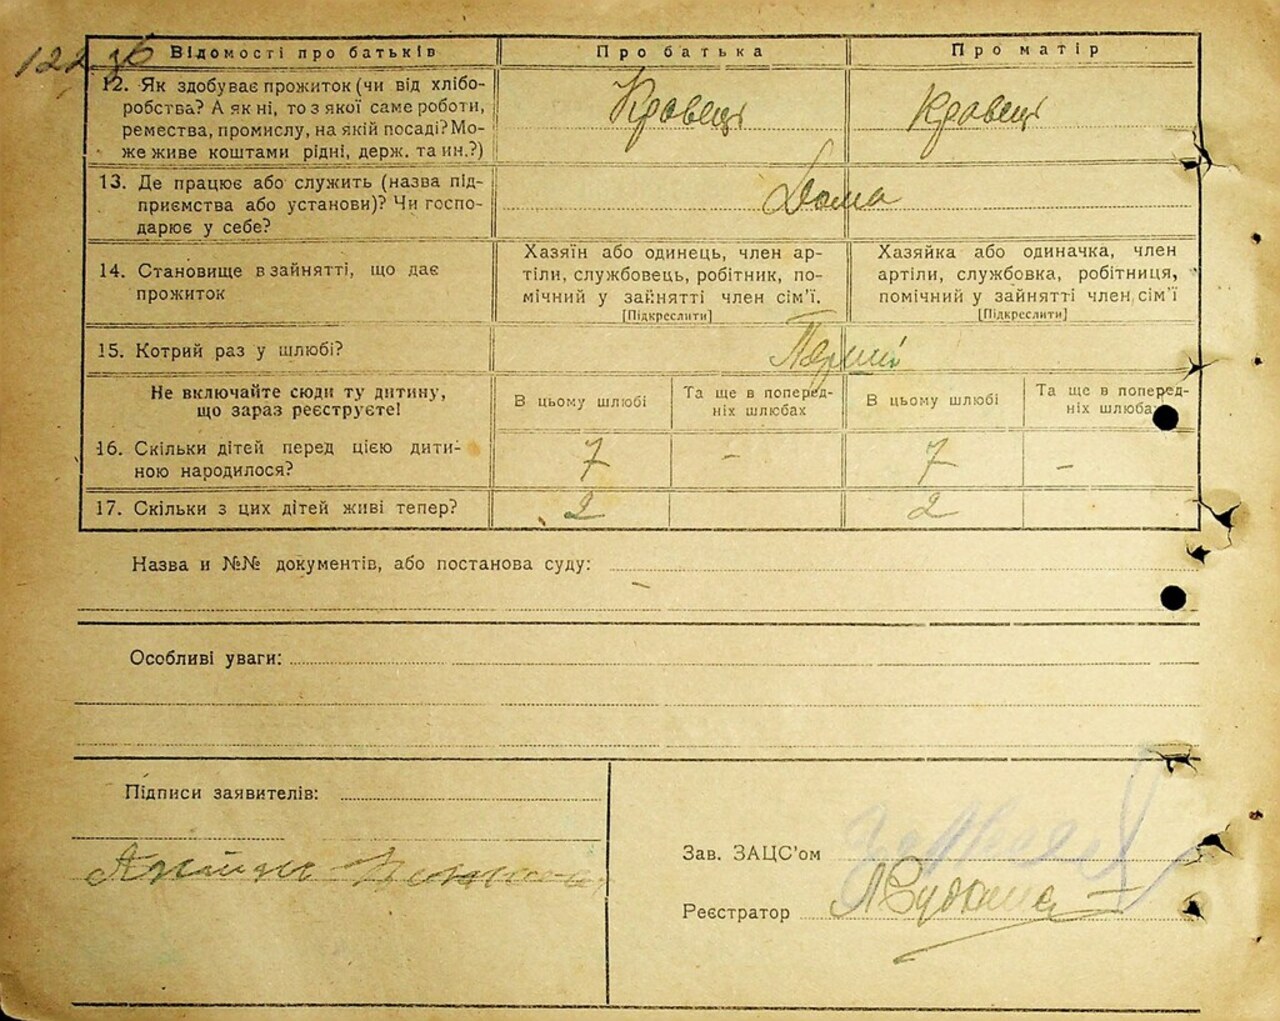 122 зб
Відомості про батьків
Про батька
Про матір
12. Як здобуває прожиток (чи від хлібо-
робства? А як ні, то з якої саме роботи,
ремества, промислу, на якій посаді? Мо-
же живе коштами рідні, держ. та ин.?)
Кравець
Кравець
13. Де працює або служить (назва під-
приємства або установи)? Чи госпо-
дарює у себе?
Дома
14. Становище в зайнятті, що дає
прожиток
Хазяїн або одинець, член ар-
тіли, службовець, робітник, по-
мічний у зайнятті член сім'ї.
[Підкреслити]
Хазяйка або одиначка, член
артіли, службовка, робітниця,
помічний у зайнятті член сім'ї
[Підкреслити]
15. Котрий раз у шлюбі?
Перший
Не включайте сюди ту дитину,
що зараз реєструєте!
В цьому шлюбі
Та ще в поперед-
ніх шлюбах
В цьому шлюбі
Та ще в поперед-
ніх шлюбах
16. Скільки дітей перед цією дити-
ною народилося?
7
-
7
-
17. Скільки з цих дітей живі тепер?
2
2
Назва и №№ документів, або постанова суду:
-
Особливі уваги:
Підписи заявителів:
Зав. ЗАЦС'ом
Реєстратор